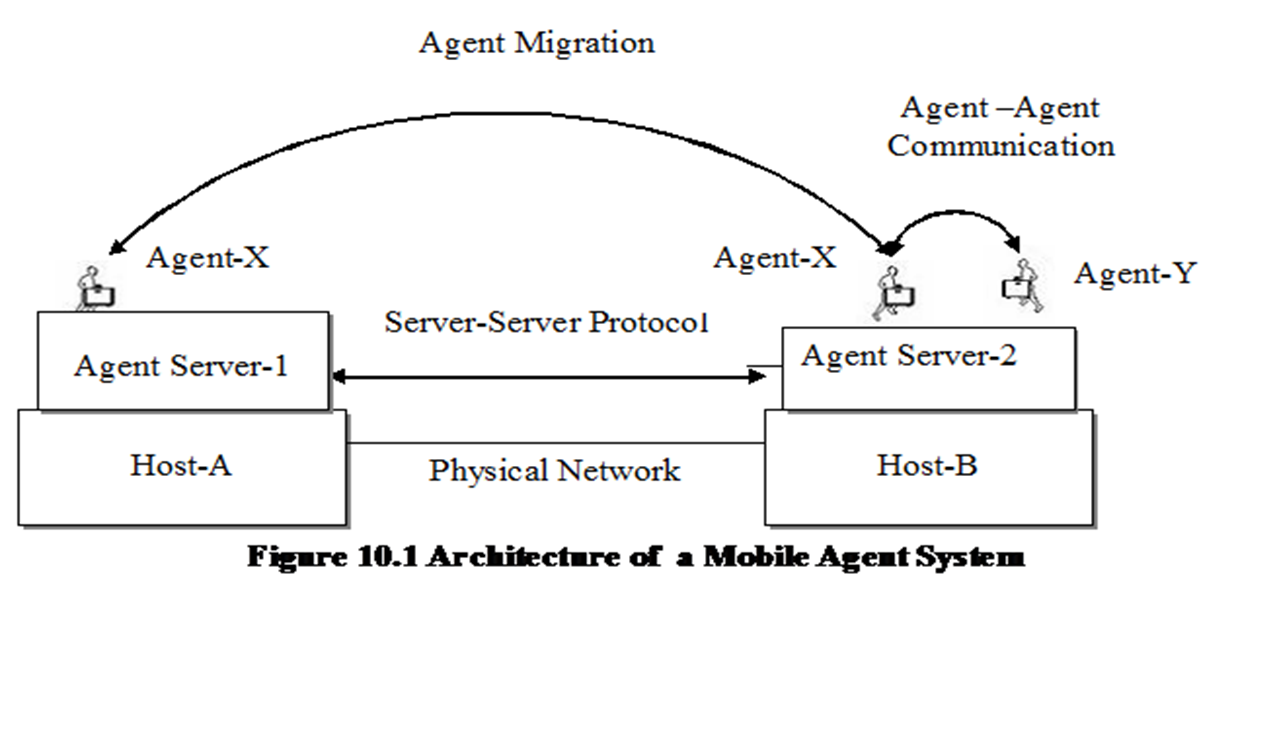 Agent Migration
Agent –Agent
Communication
Agent-X
Agent-X
Agent-Y
Server-Server Protocol
Agent Server-1
Agent Server-2
Host-A
Physical Network
Host-B
Figure 10.1 Architecture of a Mobile Agent System